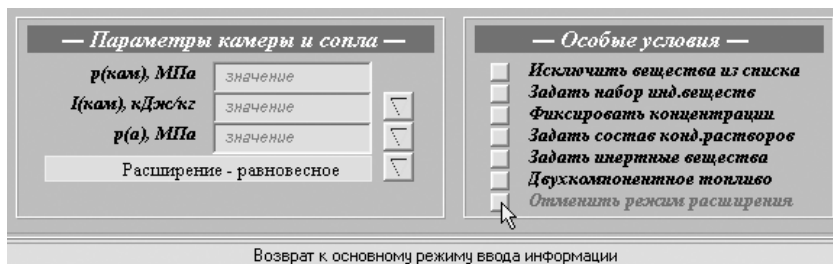 — Параметры камеры и сопла —
p(кам), МПа значение
I(кам), кДж/кг значение
p(a), МПа значение
Расширение - равновесное
— Особые условия —
Исключить вещества из списка
Задать набор инд.веществ
Фиксировать концентрации
Задать состав конд.растворов
Задать инертные вещества
Двухкомпонентное топливо
Отменить режим расширения
Возврат к основному режиму ввода информации